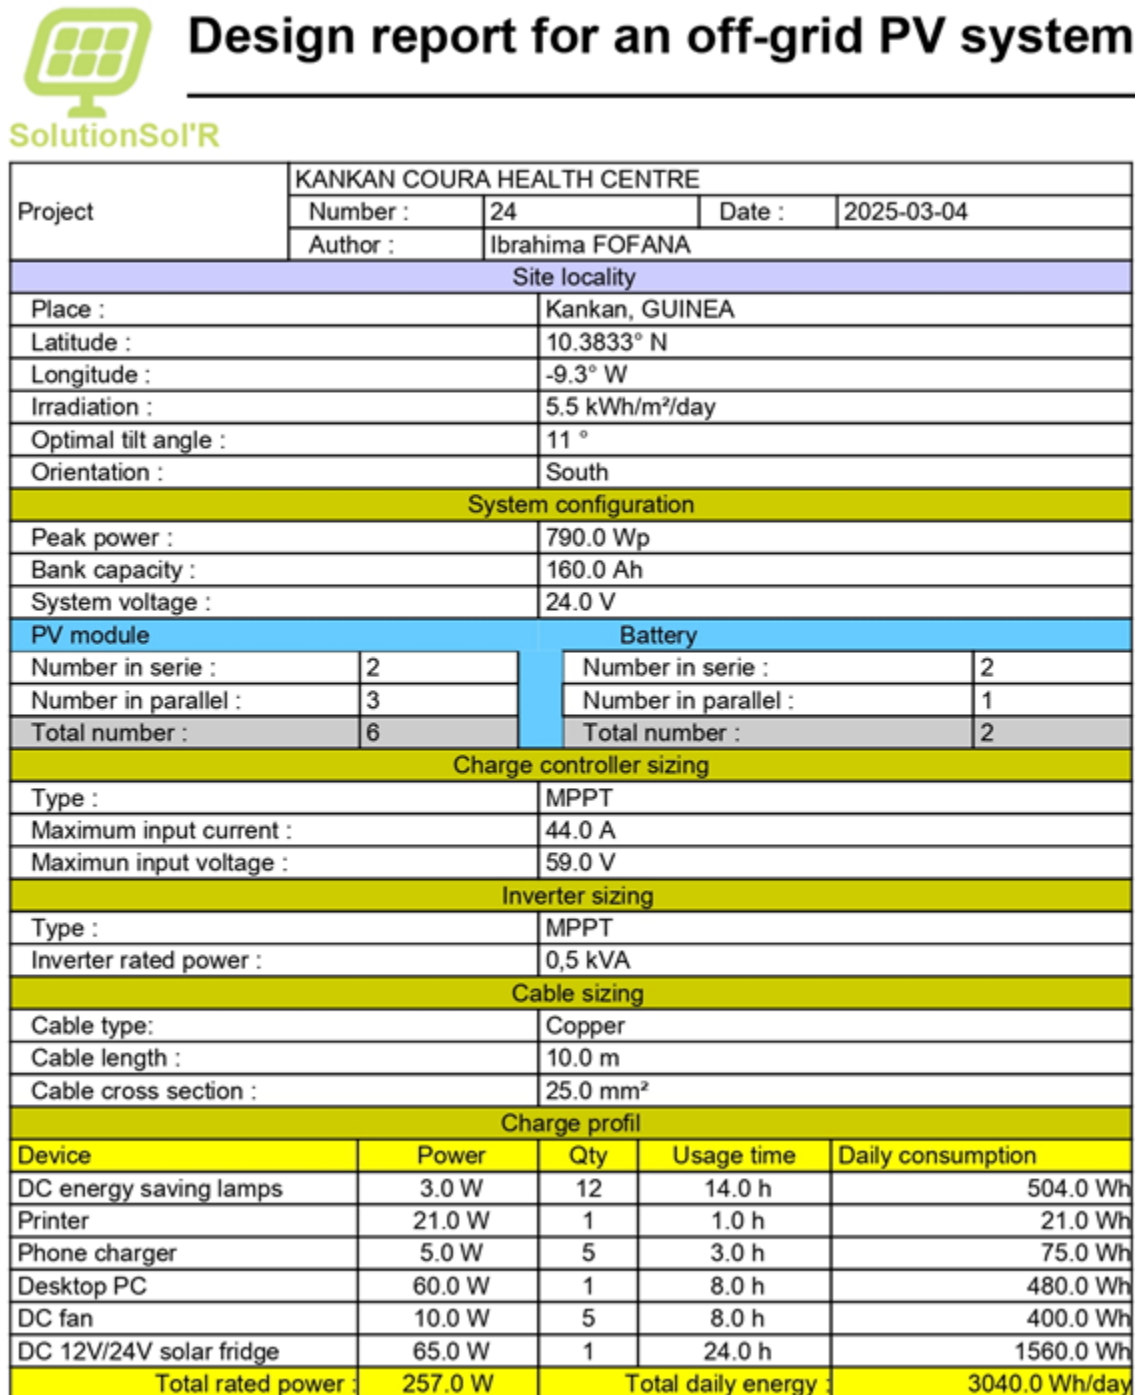 Design report for an off-grid PV system
SolutionSol'R
Project
KANKAN COURA HEALTH CENTRE
Number : 24 Date : 2025-03-04
Author : Ibrahima FOFANA
Site locality
Place : Kankan, GUINEA
Latitude : 10.3833° N
Longitude : -9.3° W
Irradiation : 5.5 kWh/m²/day
Optimal tilt angle : 11 °
Orientation : South
System configuration
Peak power : 790.0 Wp
Bank capacity : 160.0 Ah
System voltage : 24.0 V
PV module Battery
Number in serie : 2 Number in serie : 2
Number in parallel : 3 Number in parallel : 1
Total number : 6 Total number : 2
Charge controller sizing
Type : MPPT
Maximum input current : 44.0 A
Maximun input voltage : 59.0 V
Inverter sizing
Type : MPPT
Inverter rated power : 0,5 kVA
Cable sizing
Cable type: Copper
Cable length : 10.0 m
Cable cross section : 25.0 mm²
Charge profil
Device Power Qty Usage time Daily consumption
DC energy saving lamps 3.0 W 12 14.0 h 504.0 Wh
Printer 21.0 W 1 1.0 h 21.0 Wh
Phone charger 5.0 W 5 3.0 h 75.0 Wh
Desktop PC 60.0 W 1 8.0 h 480.0 Wh
DC fan 10.0 W 5 8.0 h 400.0 Wh
DC 12V/24V solar fridge 65.0 W 1 24.0 h 1560.0 Wh
Total rated power : 257.0 W Total daily energy : 3040.0 Wh/day